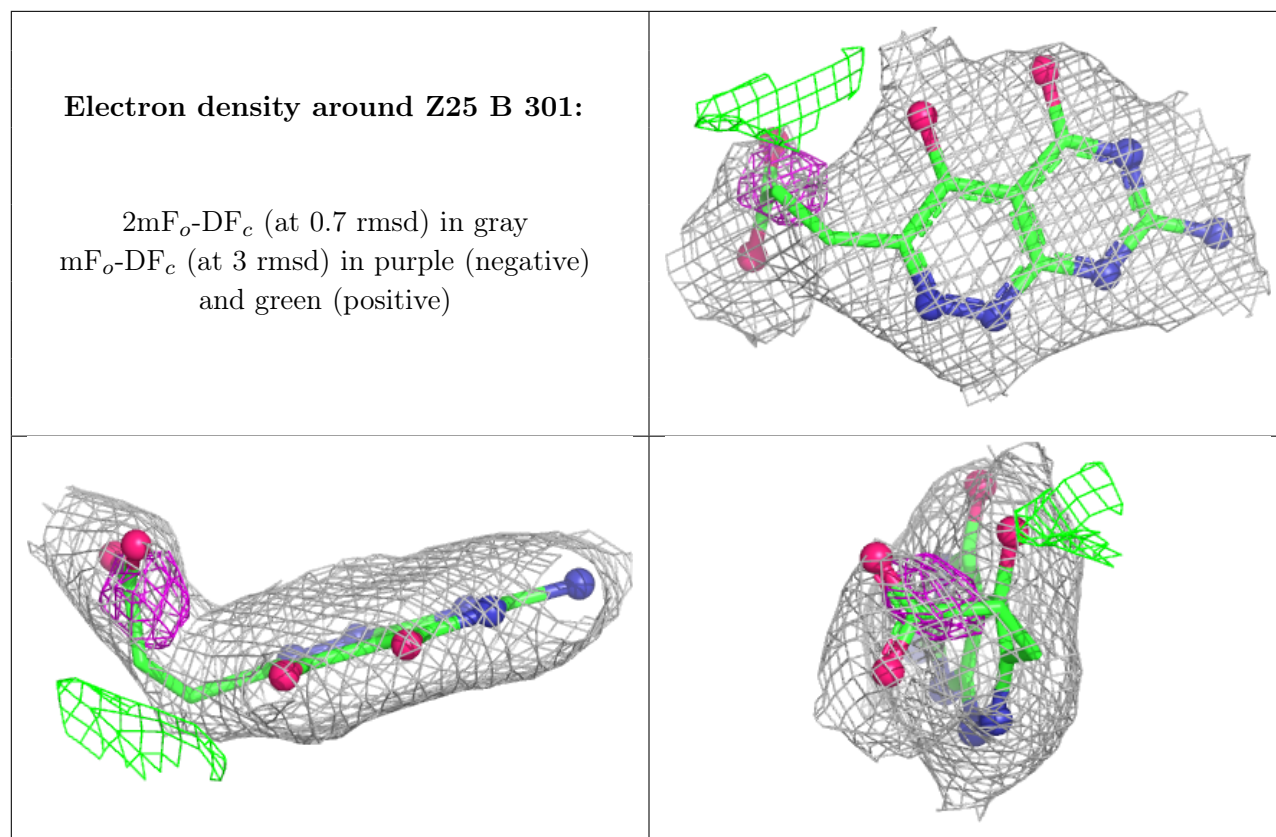 Electron density around Z25 B 301:
2mFₒ-DF𝒸 (at 0.7 rmsd) in gray
mFₒ-DF𝒸 (at 3 rmsd) in purple (negative)
and green (positive)